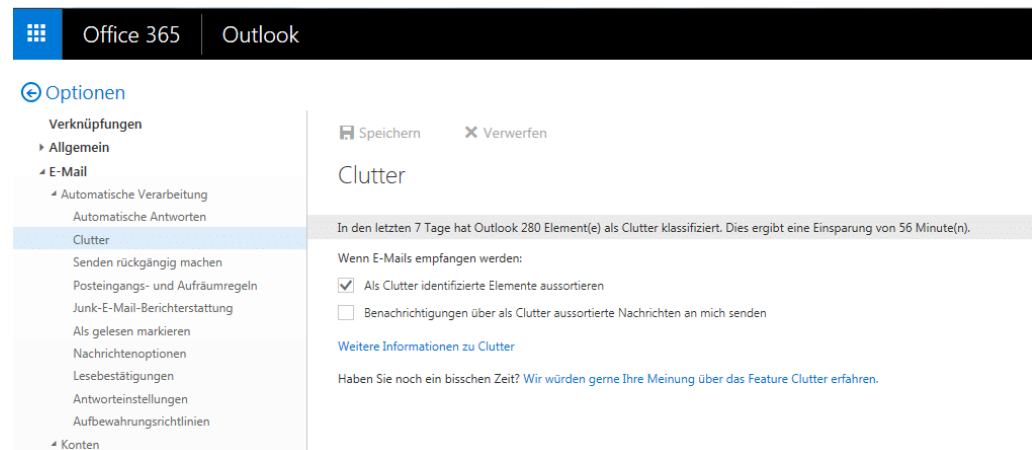 Office 365 Outlook
Optionen
Verknüpfungen
Allgemein
E-Mail
Automatische Verarbeitung
Automatische Antworten
Clutter
Senden rückgängig machen
Posteingangs- und Aufräumregeln
Junk-E-Mail-Berichterstattung
Als gelesen markieren
Nachrichtenoptionen
Lesebestätigungen
Antworteinstellungen
Aufbewahrungsrichtlinien
Konten
Speichern Verwerfen
Clutter
In den letzten 7 Tage hat Outlook 280 Element(e) als Clutter klassifiziert. Dies ergibt eine Einsparung von 56 Minute(n).
Wenn E-Mails empfangen werden:
Als Clutter identifizierte Elemente aussortieren
Benachrichtigungen über als Clutter aussortierte Nachrichten an mich senden
Weitere Informationen zu Clutter
Haben Sie noch ein bisschen Zeit? Wir würden gerne Ihre Meinung über das Feature Clutter erfahren.